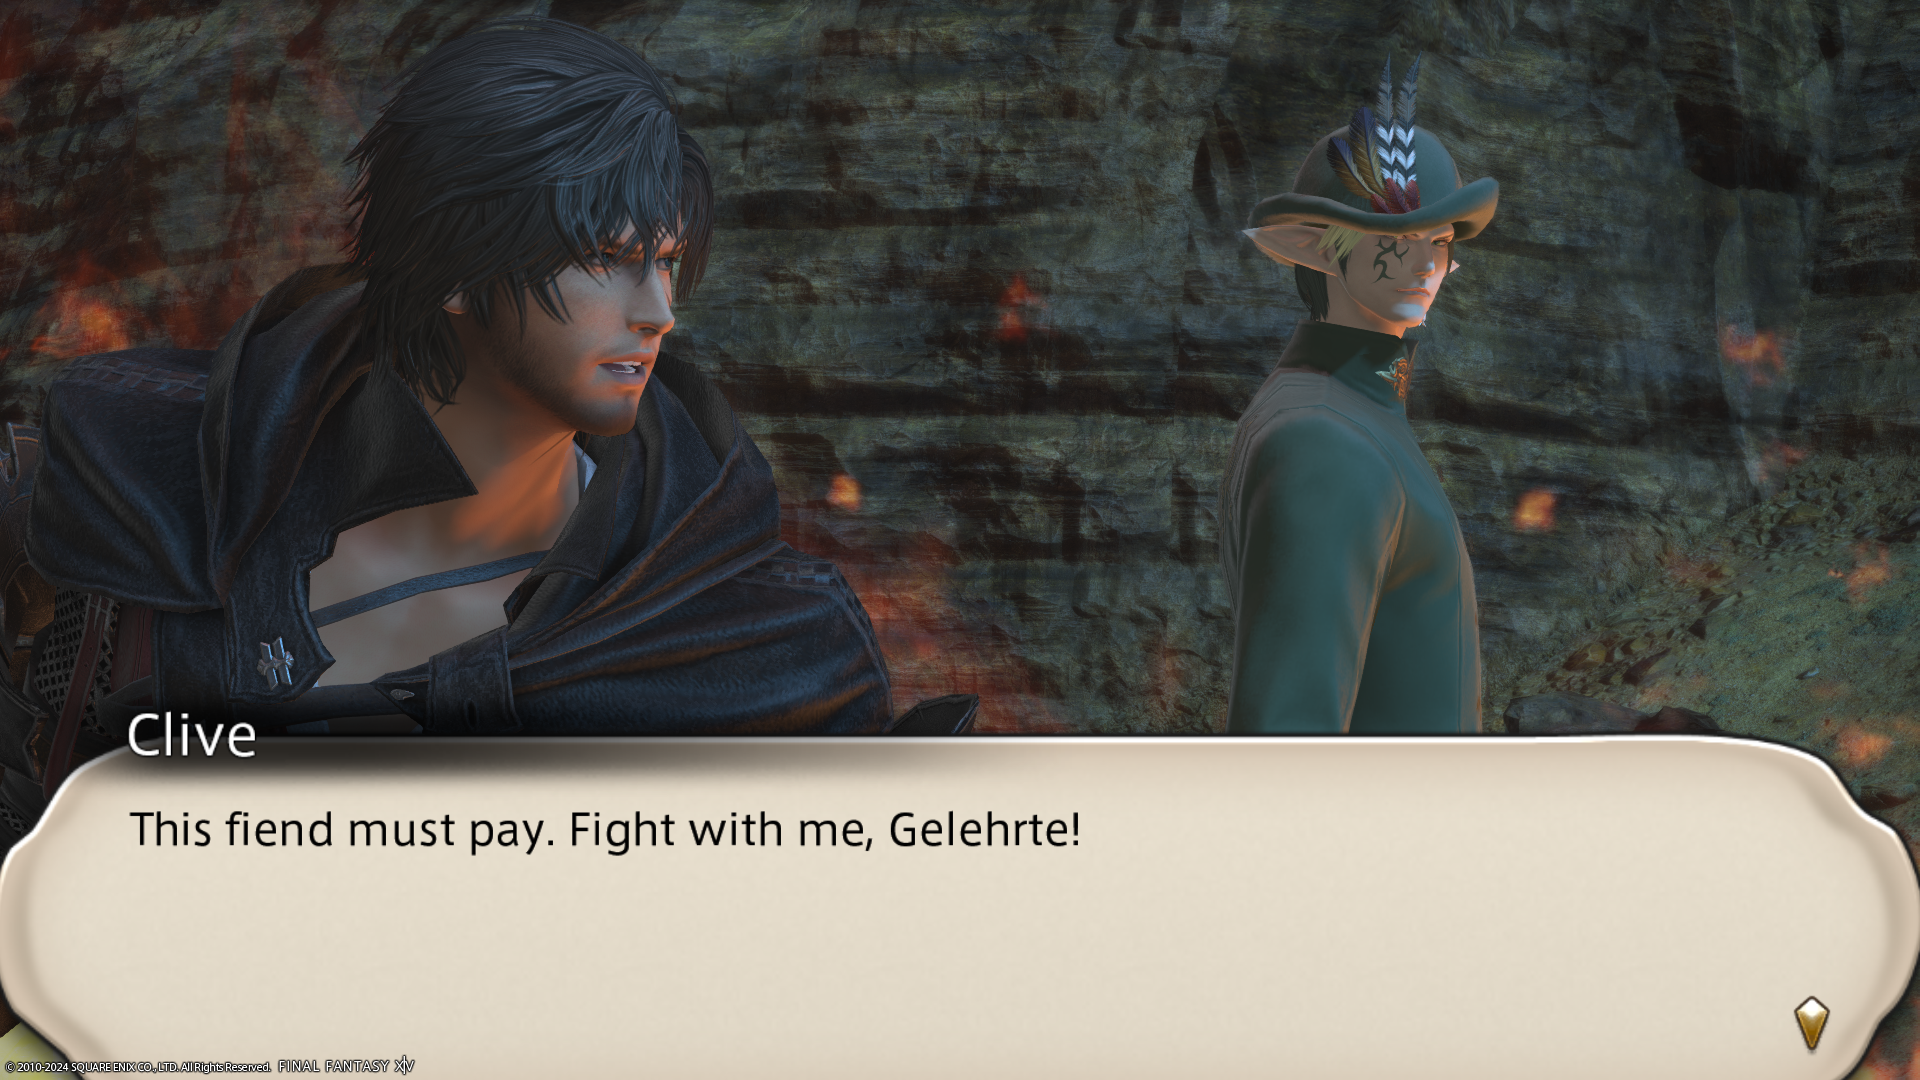 Clive
This fiend must pay. Fight with me, Gelehrte!
© 2010-2024 SQUARE ENIX CO., LTD. All Rights Reserved. FINAL FANTASY XIV